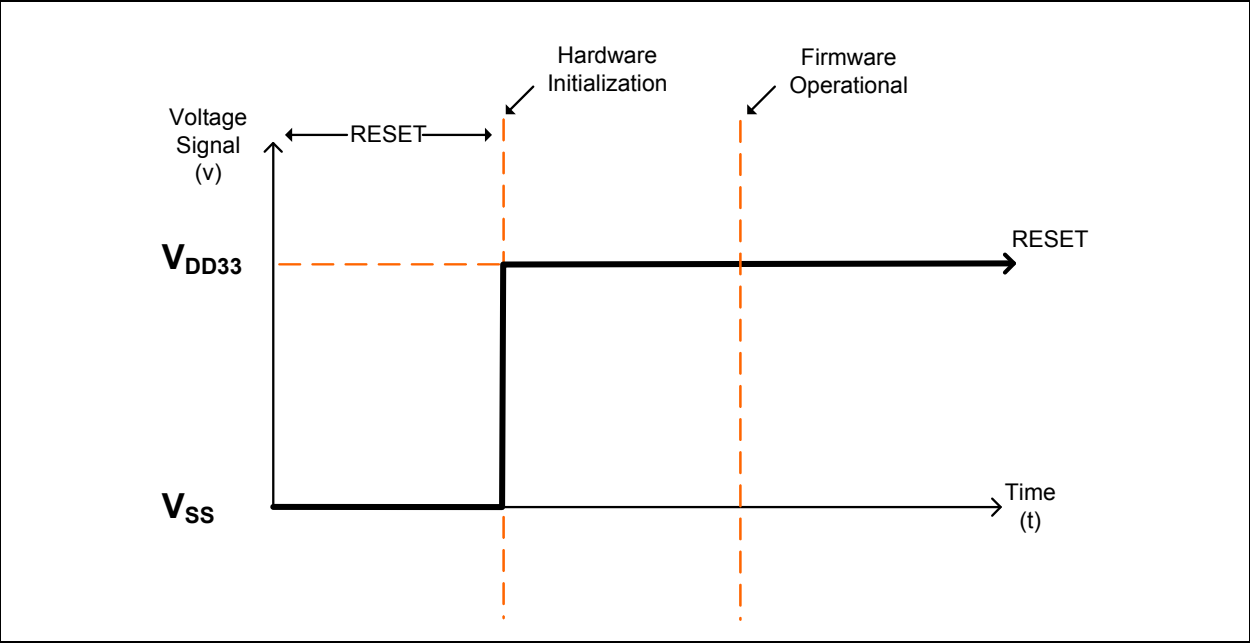 Hardware
Initialization
Firmware
Operational
Voltage
Signal
(v)
RESET
RESET
VDD33
VSS
Time
(t)